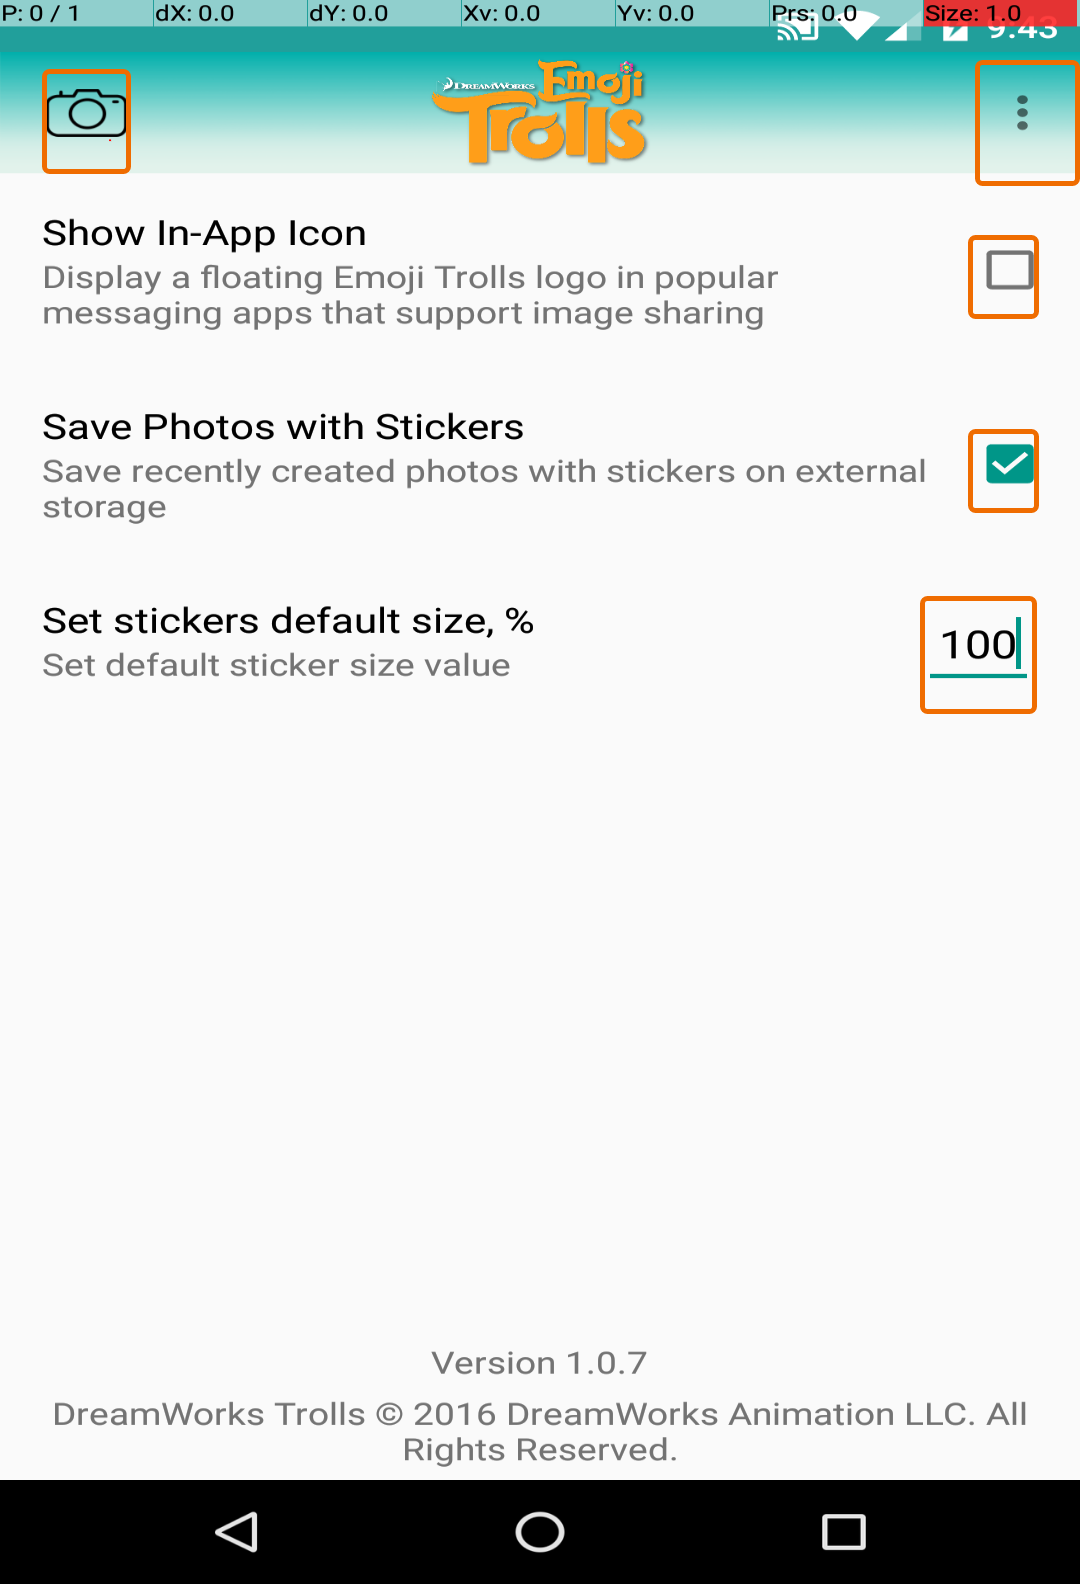 P: 0 / 1 dX: 0.0 dY: 0.0 Xv: 0.0 Yv: 0.0 Prs: 0.0 Size: 1.0
9:43
DREAMWORKS Emoji
Trolls
Show In-App Icon
Display a floating Emoji Trolls logo in popular
messaging apps that support image sharing
Save Photos with Stickers
Save recently created photos with stickers on external
storage
Set stickers default size, %
Set default sticker size value
100
Version 1.0.7
DreamWorks Trolls © 2016 DreamWorks Animation LLC. All
Rights Reserved.